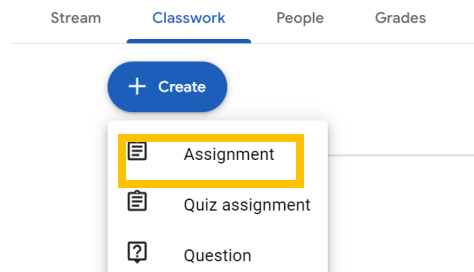 Stream Classwork People Grades
Create
Assignment
Quiz assignment
Question